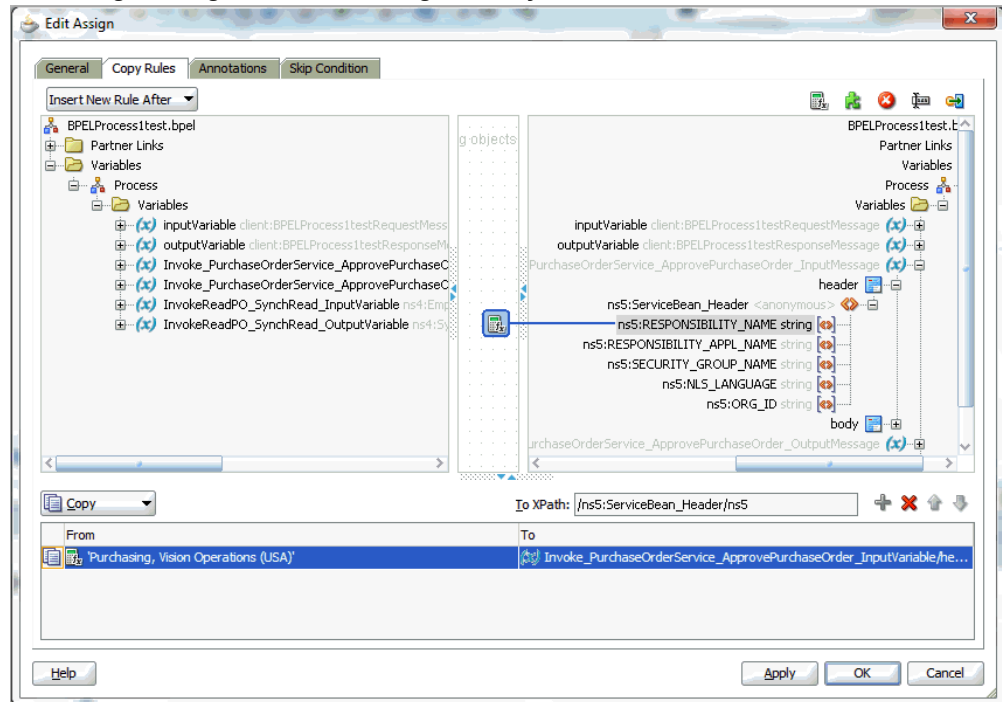 Edit Assign
General Copy Rules Annotations Skip Condition
Insert New Rule After
BPELProcess1test.bpel
Partner Links
Variables
Process
Variables
inputVariable client:BPELProcess1testRequestMess
outputVariable client:BPELProcess1testResponseM
Invoke_PurchaseOrderService_ApprovePurchaseC
Invoke_PurchaseOrderService_ApprovePurchaseC
InvokeReadPO_SynchRead_InputVariable ns4:Emp
InvokeReadPO_SynchRead_OutputVariable ns4:Sy
g objects
BPELProcess1test.b
Partner Links
Variables
Process
Variables
inputVariable client:BPELProcess1testRequestMessage
outputVariable client:BPELProcess1testResponseMessage
PurchaseOrderService_ApprovePurchaseOrder_InputMessage
header
ns5:ServiceBean_Header <anonymous>
ns5:RESPONSIBILITY_NAME string
ns5:RESPONSIBILITY_APPL_NAME string
ns5:SECURITY_GROUP_NAME string
ns5:NLS_LANGUAGE string
ns5:ORG_ID string
body
urchaseOrderService_ApprovePurchaseOrder_OutputMessage
Copy
To XPath: /ns5:ServiceBean_Header/ns5
From To
'Purchasing, Vision Operations (USA)' Invoke_PurchaseOrderService_ApprovePurchaseOrder_InputVariable/he...
Help Apply OK Cancel